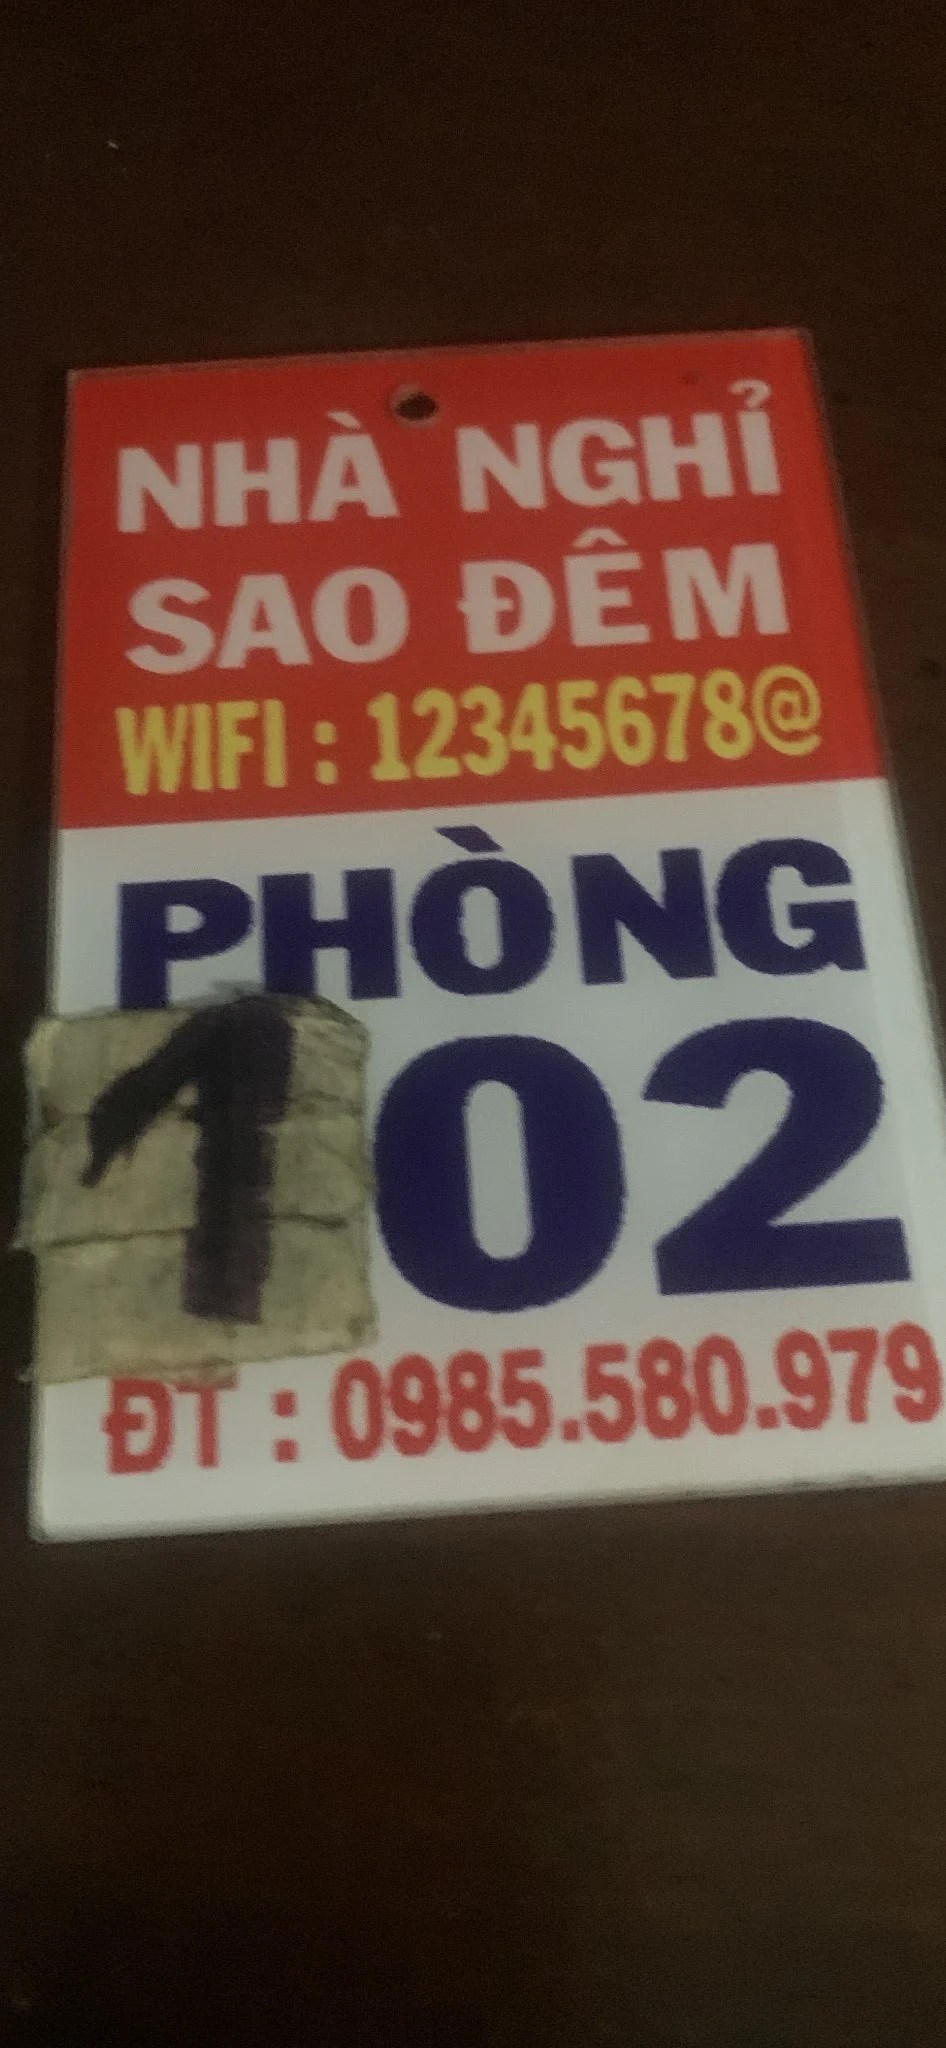 NHÀ NGHỈ
SAO ĐÊM
WIFI : 12345678@
PHÒNG
102
ĐT : 0985.580.979